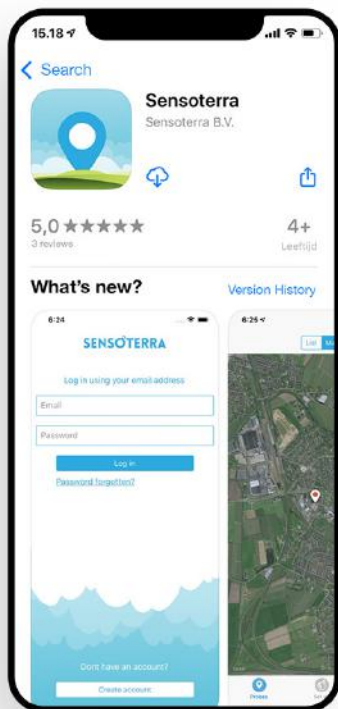 15.18
Search
Sensoterra
Sensoterra B.V.
5,0
4+
3 reviews
Leeftijd
What's new?
Version History
6:24
SENSOTERRA
Log in using your email address
Email
Password
Log in
Password forgotten?
Dont have an account?
Create account
6:25
List
Probes